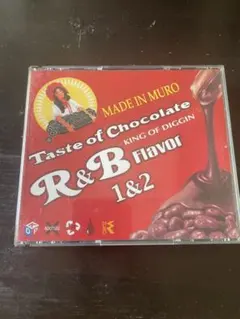 MADE IN MURO
Taste of Chocolate
KING OF DIGGIN
R&B Flavor
1&2